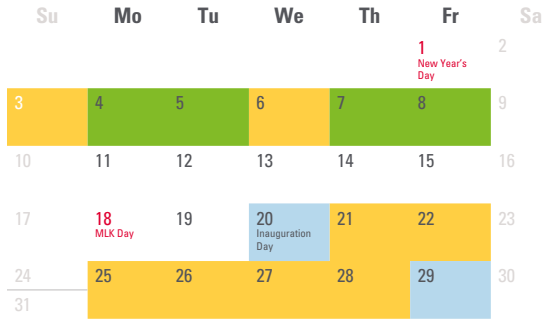 Su Mo Tu We Th Fr Sa
1 2
New Year's
Day
3 4 5 6 7 8 9
10 11 12 13 14 15 16
17 18 19 20 21 22 23
MLK Day Inauguration
Day
24 25 26 27 28 29 30
31